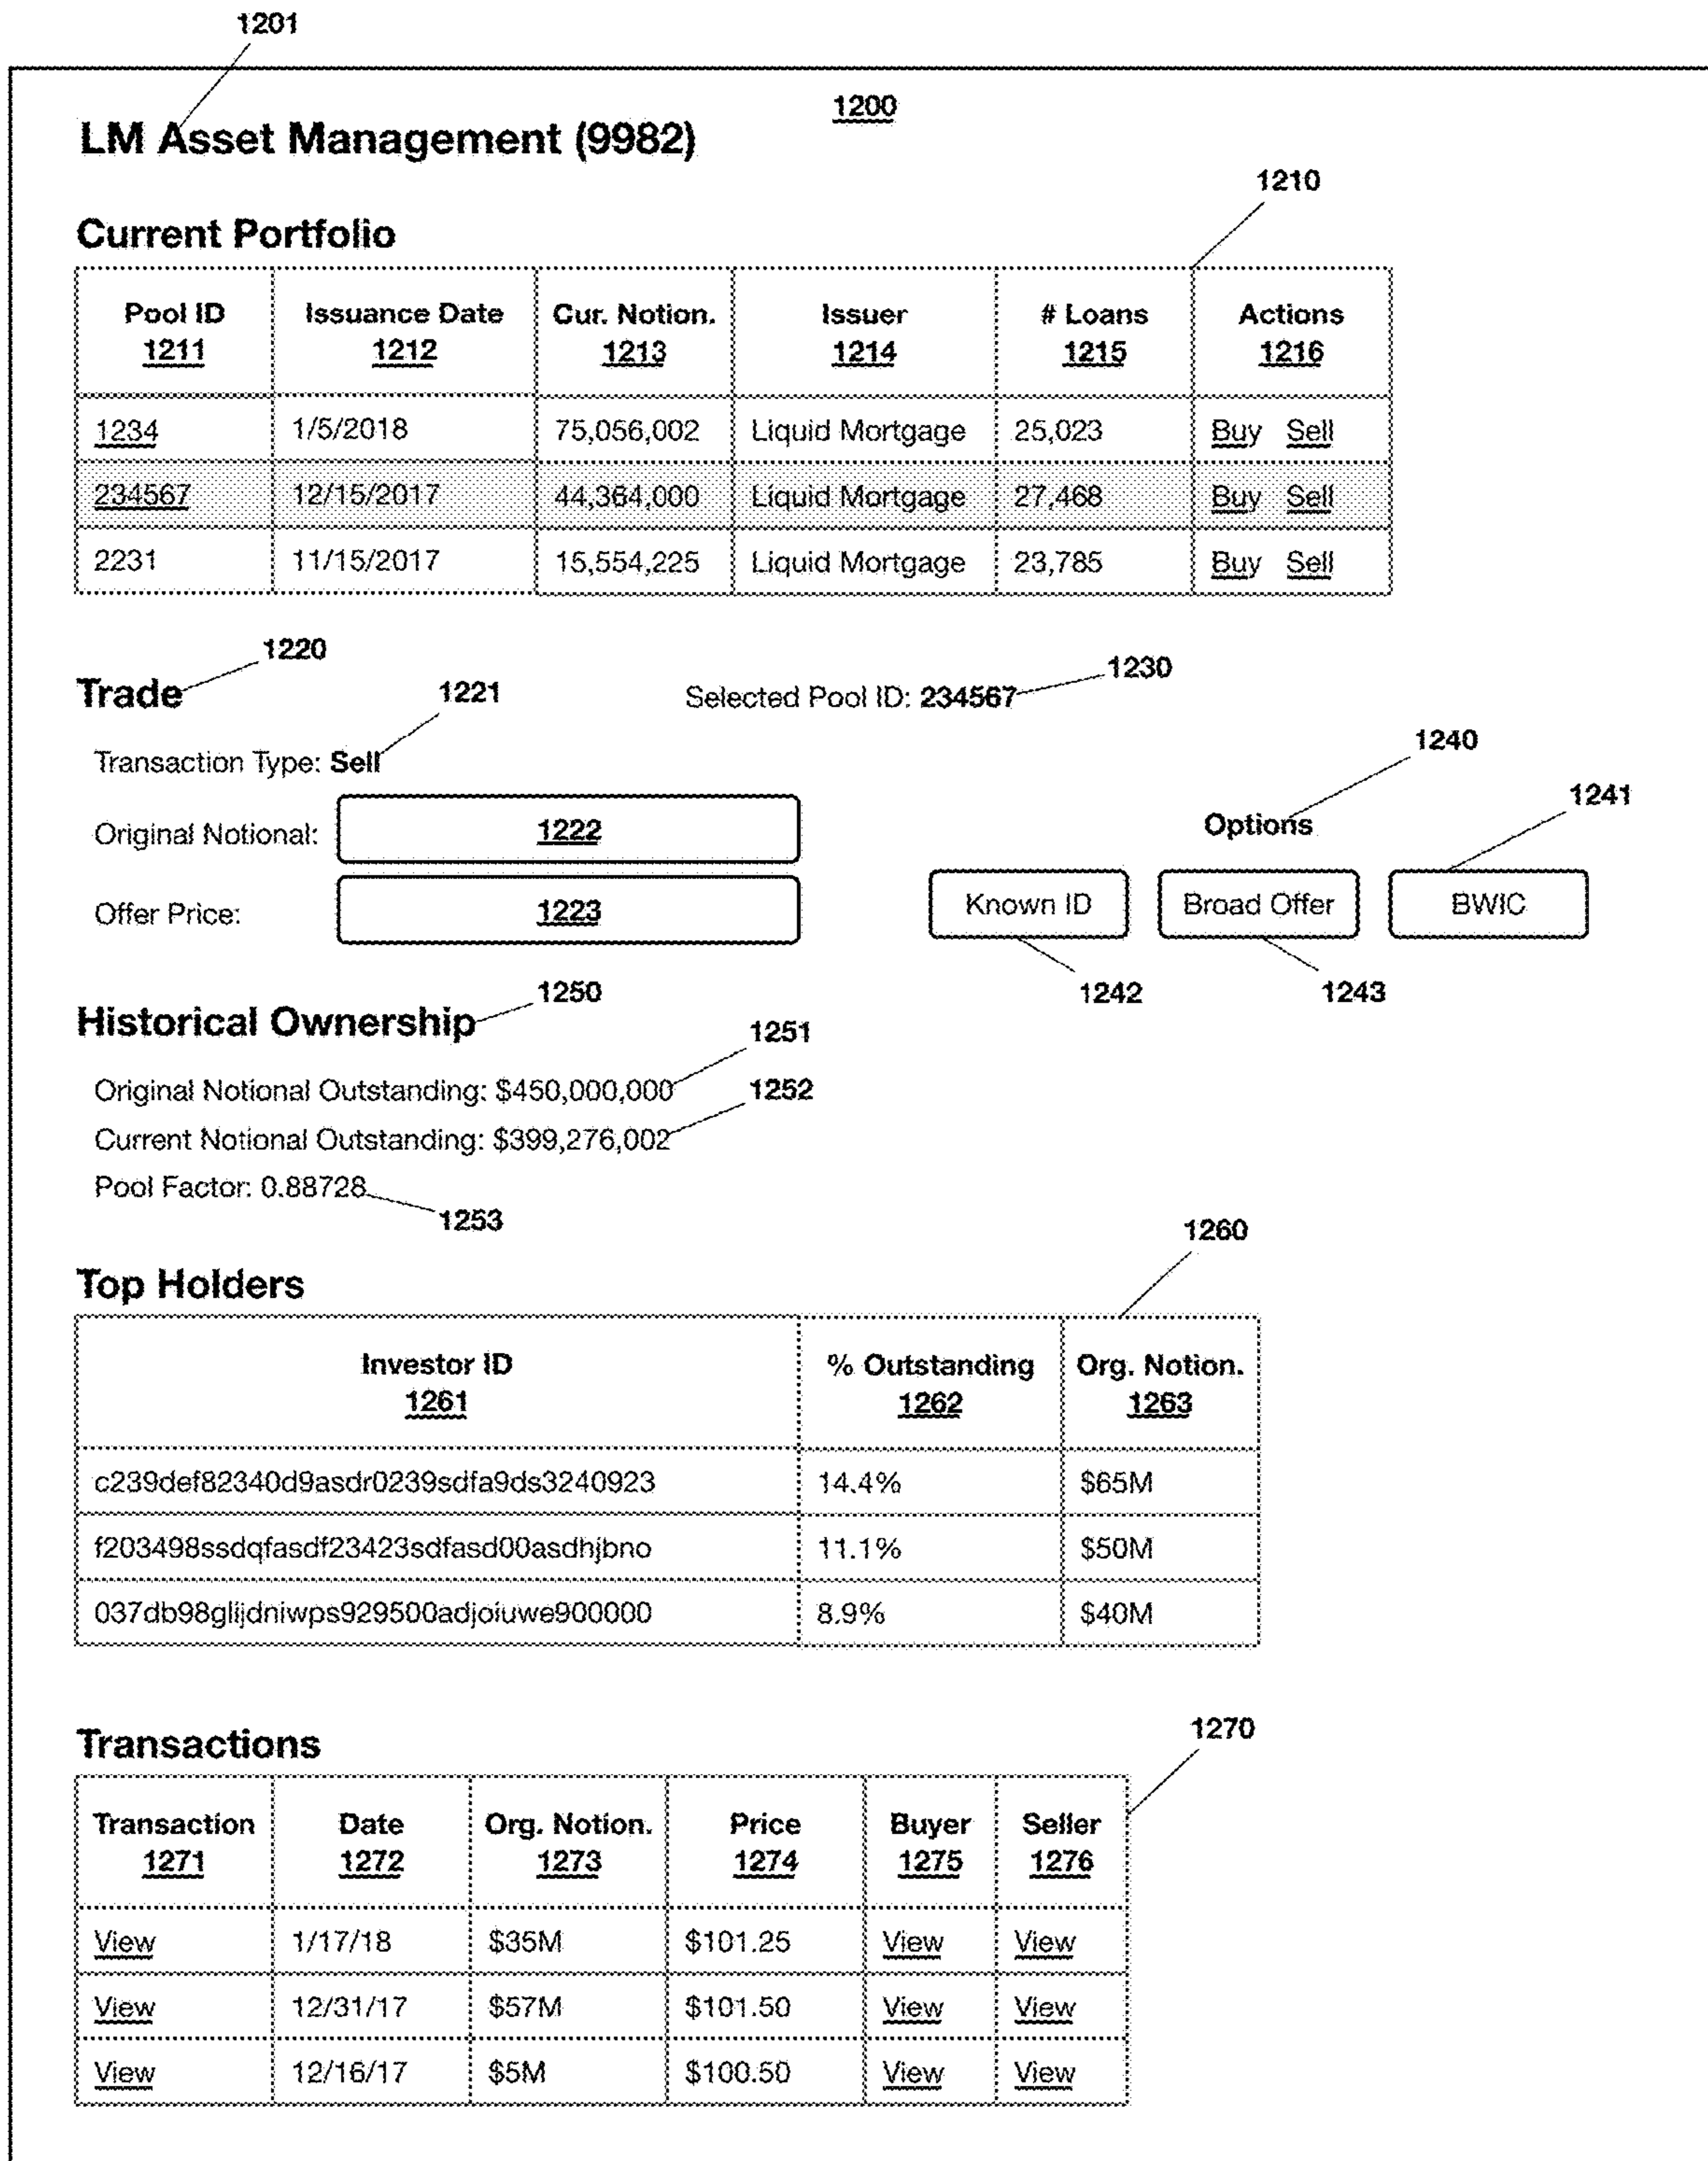 1201
1200
LM Asset Management (9982)
1210
Current Portfolio
Pool ID Issuance Date Cur. Notion. Issuer # Loans Actions
1211 1212 1213 1214 1215 1216
1234 1/5/2018 75,056,002 Liquid Mortgage 25,023 Buy Sell
234567 12/15/2017 44,364,000 Liquid Mortgage 27,468 Buy Sell
2231 11/15/2017 15,554,225 Liquid Mortgage 23,785 Buy Sell
1220
1230
Trade 1221 Selected Pool ID: 234567
1240
Transaction Type: Sell
1241
Original Notional: 1222 Options
Offer Price: 1223 Known ID Broad Offer BWIC
1250 1242 1243
Historical Ownership
1251
Original Notional Outstanding: $450,000,000 1252
Current Notional Outstanding: $399,276,002
Pool Factor: 0.88728
1253
1260
Top Holders
Investor ID % Outstanding Org. Notion.
1261 1262 1263
c239def82340d9asdr0239sdfa9ds3240923 14.4% $65M
f203498ssdqfasdf23423sdfasd00asdhjbno 11.1% $50M
037db98glijdniwps929500adjoiuwe900000 8.9% $40M
1270
Transactions
Transaction Date Org. Notion. Price Buyer Seller
1271 1272 1273 1274 1275 1276
View 1/17/18 $35M $101.25 View View
View 12/31/17 $57M $101.50 View View
View 12/16/17 $5M $100.50 View View